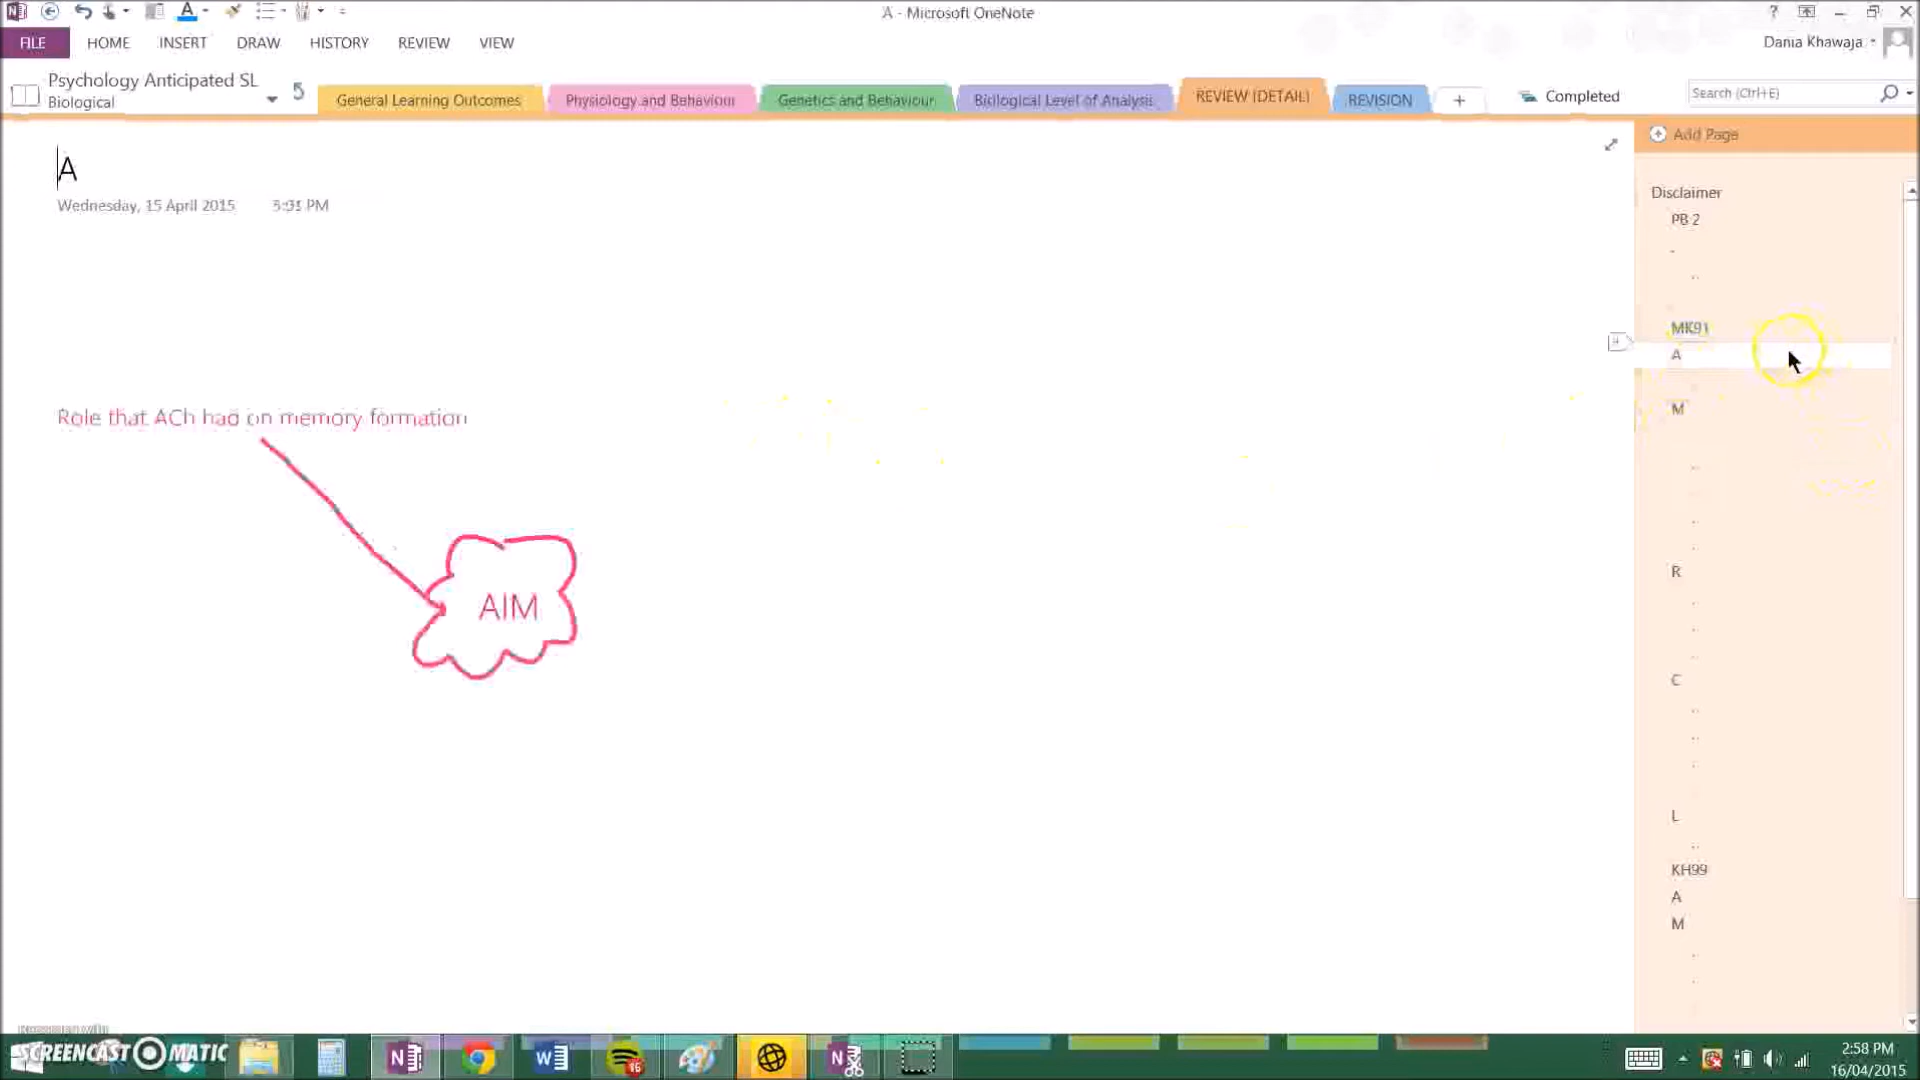 A - Microsoft OneNote
FILE HOME INSERT DRAW HISTORY REVIEW VIEW
Dania Khawaja
Psychology Anticipated SL
Biological
General Learning Outcomes
Physiology and Behaviour
Genetics and Behaviour
Biological Level of Analysis
REVIEW (DETAIL)
REVISION
Completed
Search (Ctrl+E)
Add Page
A
Wednesday, 15 April 2015
Disclaimer
PB 2
-
..
MK91
A
M
..
..
..
R
..
..
..
C
..
..
..
L
..
KH99
A
M
..
..
Role that ACh had on memory formation
AIM
SCREENCAST MATIC
16
2:58 PM
16/04/2015